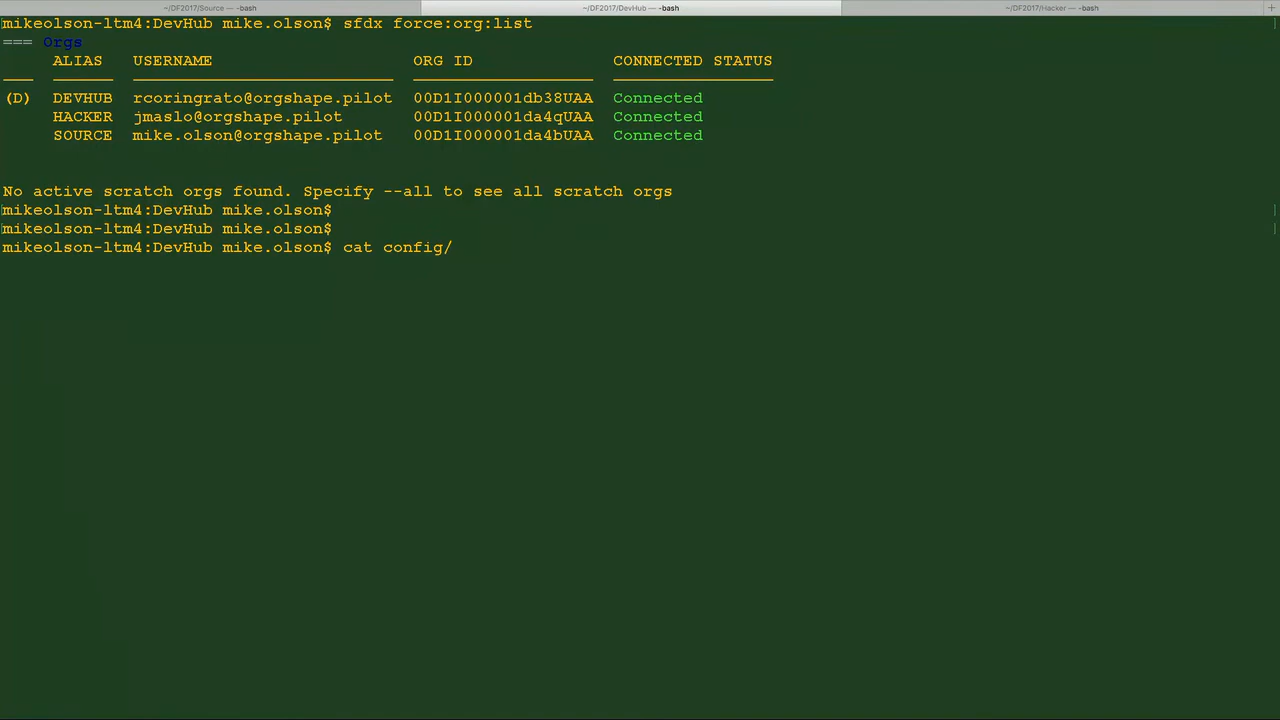 ~/DF2017/Source — -bash ~/DF2017/DevHub — -bash ~/DF2017/Hacker — -bash +
mikeolson-ltm4:DevHub mike.olson$ sfdx force:org:list
=== Orgs
ALIAS USERNAME ORG ID CONNECTED STATUS
(D) DEVHUB rcoringrato@orgshape.pilot 00D1I000001db38UAA Connected
HACKER jmaslo@orgshape.pilot 00D1I000001da4qUAA Connected
SOURCE mike.olson@orgshape.pilot 00D1I000001da4bUAA Connected
No active scratch orgs found. Specify --all to see all scratch orgs
mikeolson-ltm4:DevHub mike.olson$
mikeolson-ltm4:DevHub mike.olson$
mikeolson-ltm4:DevHub mike.olson$ cat config/